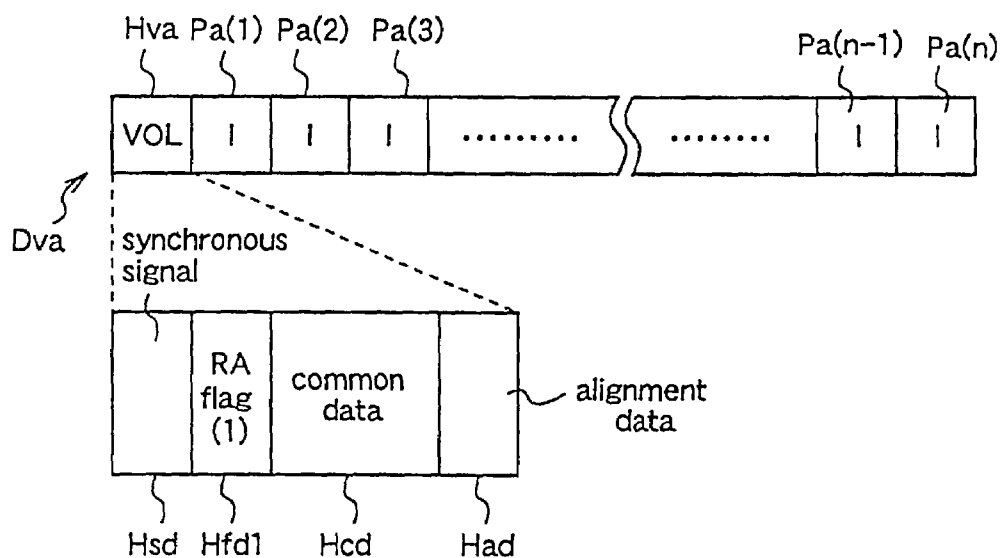 Hva Pa(1) Pa(2) Pa(3) Pa(n-1) Pa(n)
VOL I I I ········· ········ I I
Dva
synchronous
signal
RA
flag
(1)
common
data
alignment
data
Hsd Hfd1 Hcd Had